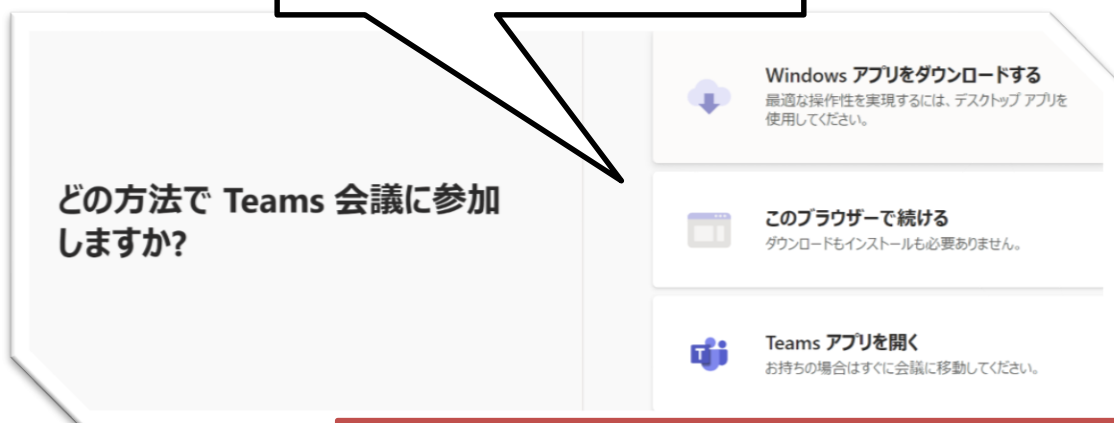 どの方法で Teams 会議に参加
しますか?
Windows アプリをダウンロードする
最適な操作性を実現するには、デスクトップ アプリを
使用してください。
このブラウザーで続ける
ダウンロードもインストールも必要ありません。
Teams アプリを開く
お持ちの場合はすぐに会議に移動してください。